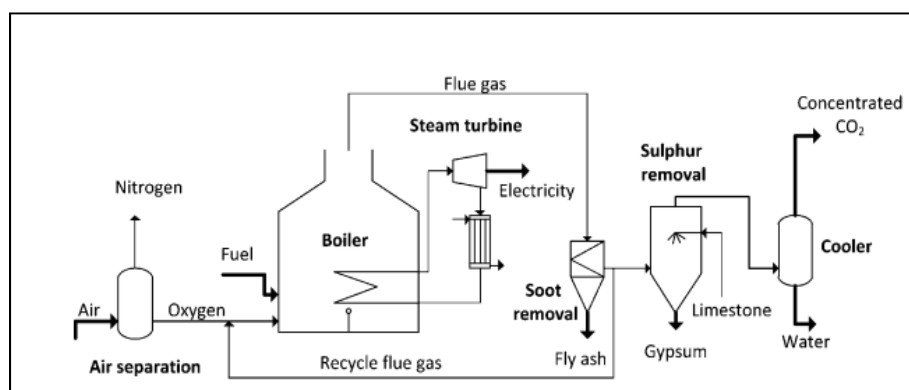 Flue gas
Concentrated
CO₂
Steam turbine
Sulphur
removal
Nitrogen
Electricity
Boiler
Cooler
Fuel
Air
Oxygen
Soot
removal
Limestone
Air separation
Recycle flue gas
Fly ash
Gypsum
Water